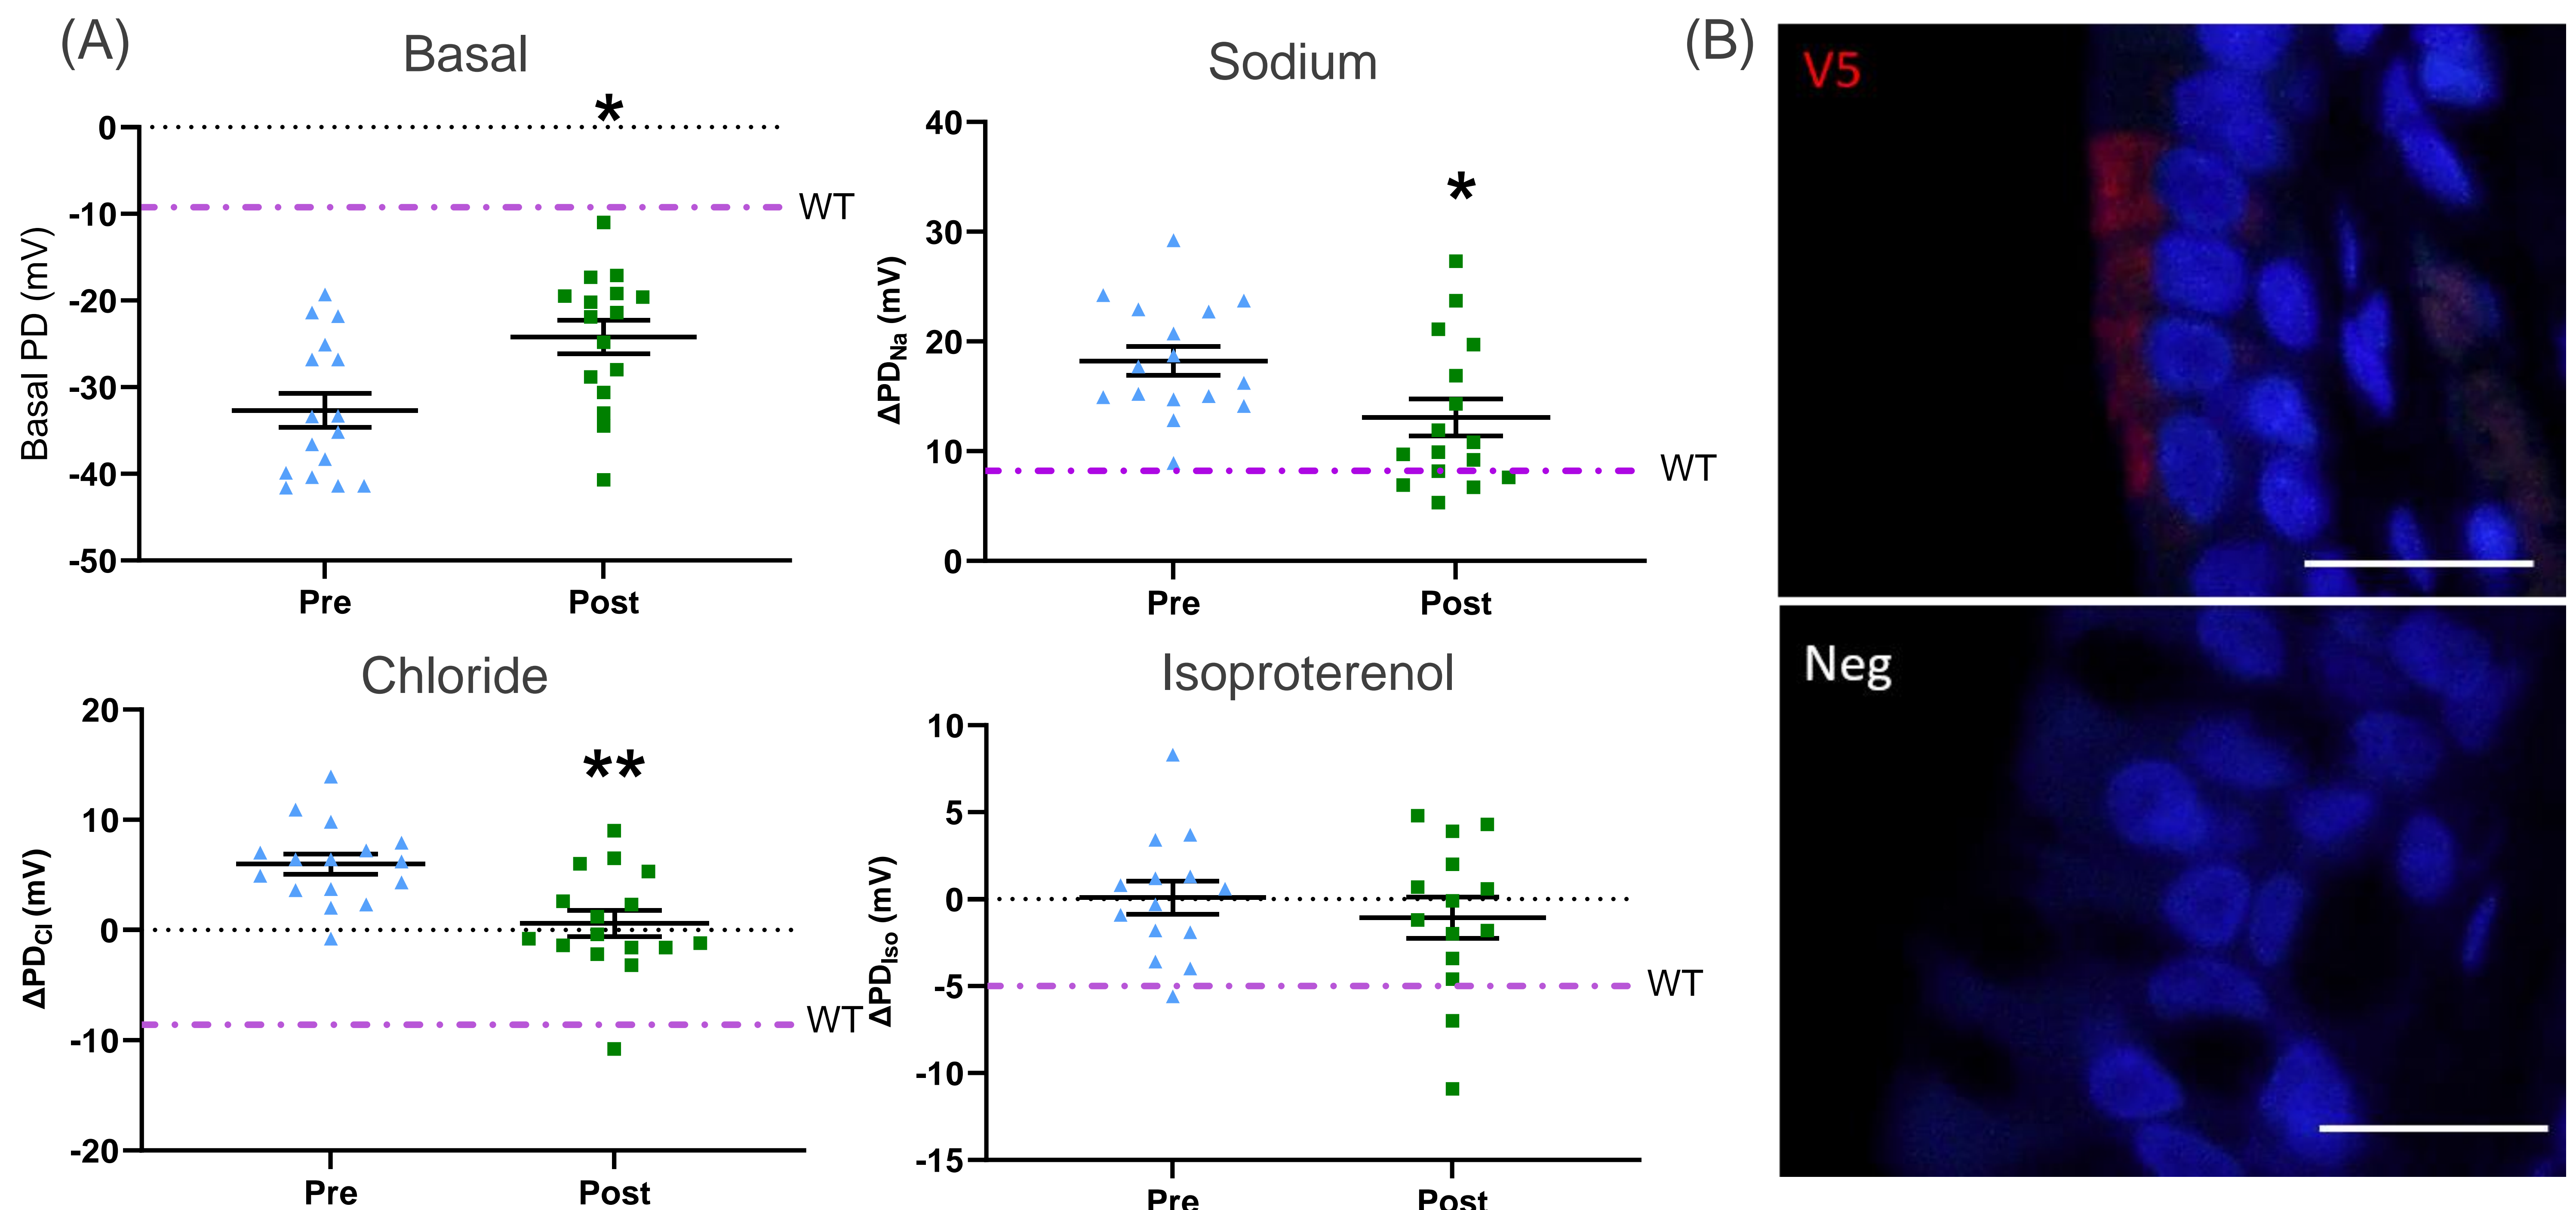 (A)
Basal
*
0
-10
-20
-30
-40
-50
Basal PD (mV)
WT
Pre Post
Sodium
*
40
30
20
10
0
ΔPDNa (mV)
WT
Pre Post
Chloride
**
20
10
0
-10
-20
ΔPDCl (mV)
WT
Pre Post
Isoproterenol
10
5
0
-5
-10
-15
ΔPDIso (mV)
WT
Pre Post
(B)
V5
Neg